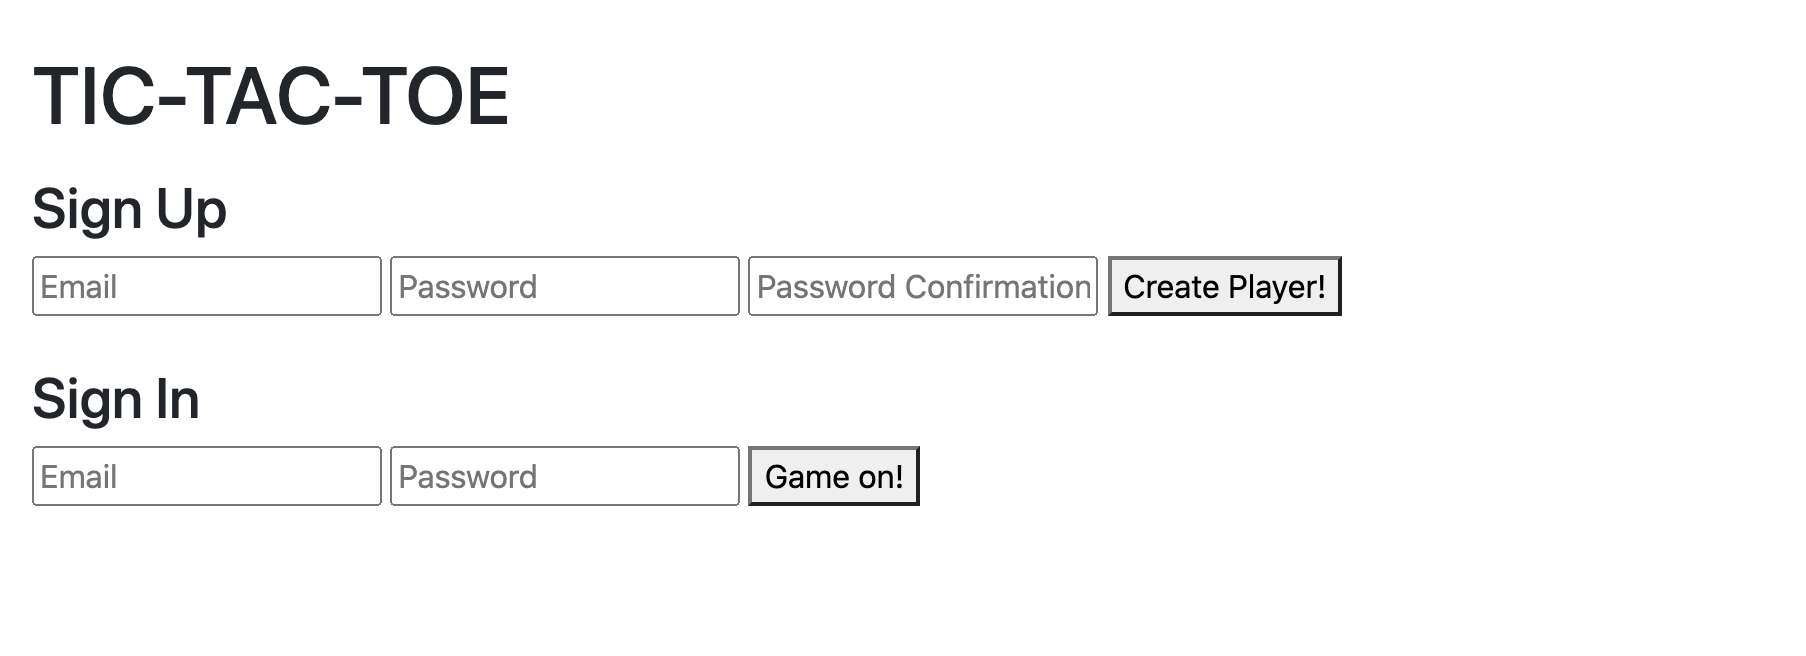 TIC-TAC-TOE
Sign Up
Email Password Password Confirmation Create Player!
Sign In
Email Password Game on!